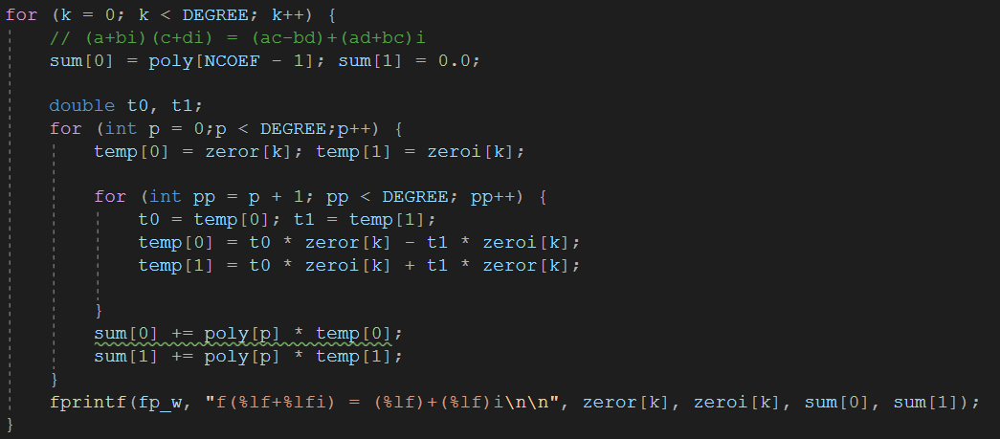 for (k = 0; k < DEGREE; k++) {
// (a+bi)(c+di) = (ac-bd)+(ad+bc)i
sum[0] = poly[NCOEF - 1]; sum[1] = 0.0;
double t0, t1;
for (int p = 0;p < DEGREE;p++) {
temp[0] = zeror[k]; temp[1] = zeroi[k];
for (int pp = p + 1; pp < DEGREE; pp++) {
t0 = temp[0]; t1 = temp[1];
temp[0] = t0 * zeror[k] - t1 * zeroi[k];
temp[1] = t0 * zeroi[k] + t1 * zeror[k];
}
sum[0] += poly[p] * temp[0];
sum[1] += poly[p] * temp[1];
}
fprintf(fp_w, "f(%lf+%lfi) = (%lf)+(%lf)i\n\n", zeror[k], zeroi[k], sum[0], sum[1]);
}